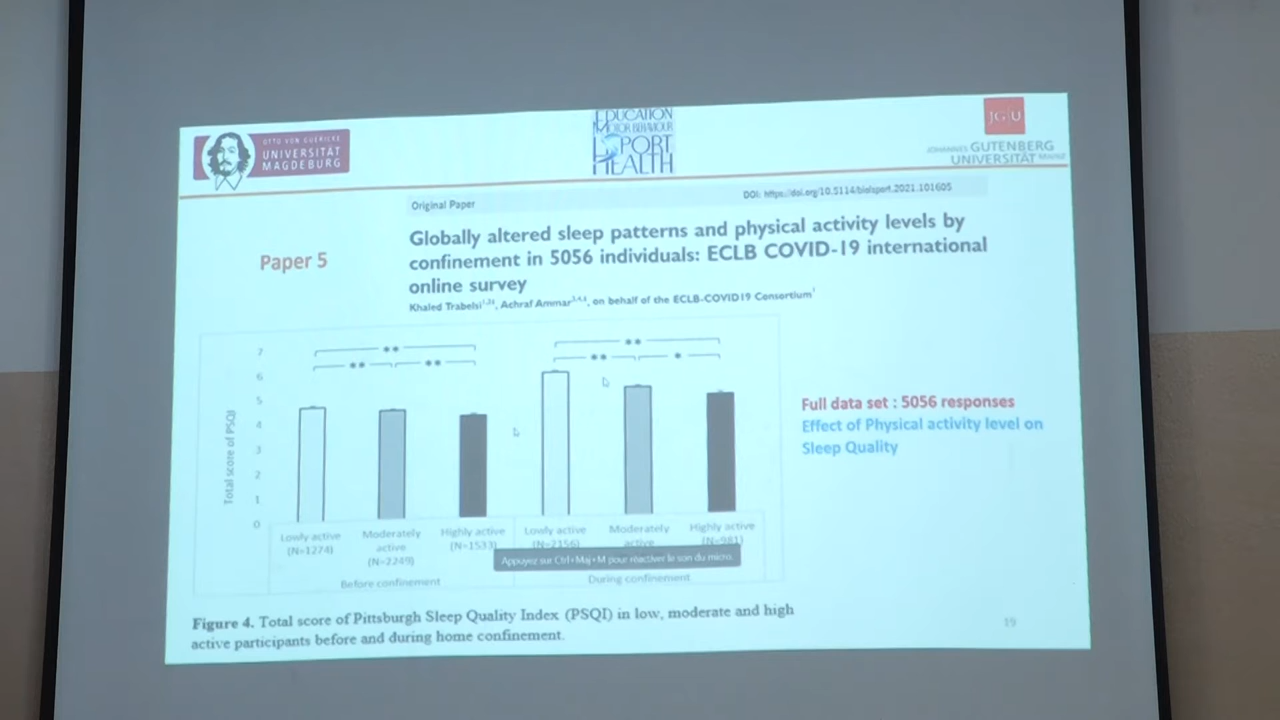 OTTO VON GUERICKE
UNIVERSITÄT
MAGDEBURG
EDUCATION
MOTOR BEHAVIOUR
SPORT
HEALTH
JGU
JOHANNES GUTENBERG
UNIVERSITÄT MAINZ
Original Paper
DOI: https://doi.org/10.5114/biolsport.2021.101605
Paper 5
Globally altered sleep patterns and physical activity levels by
confinement in 5056 individuals: ECLB COVID-19 international
online survey
Khaled Trabelsi, Achraf Ammar, on behalf of the ECLB-COVID19 Consortium
Total score of PSQI
7
6
5
4
3
2
1
0
** ** **
** ** *
Lowly active
(N=1274)
Moderately
active
(N=2249)
Highly active
(N=1533)
Lowly active
(N=2156)
Moderately
active
Highly active
(N=981)
Before confinement
During confinement
Appuyez sur Ctrl+Maj+M pour réactiver le son du micro.
Full data set : 5056 responses
Effect of Physical activity level on
Sleep Quality
Figure 4. Total score of Pittsburgh Sleep Quality Index (PSQI) in low, moderate and high
active participants before and during home confinement.
19